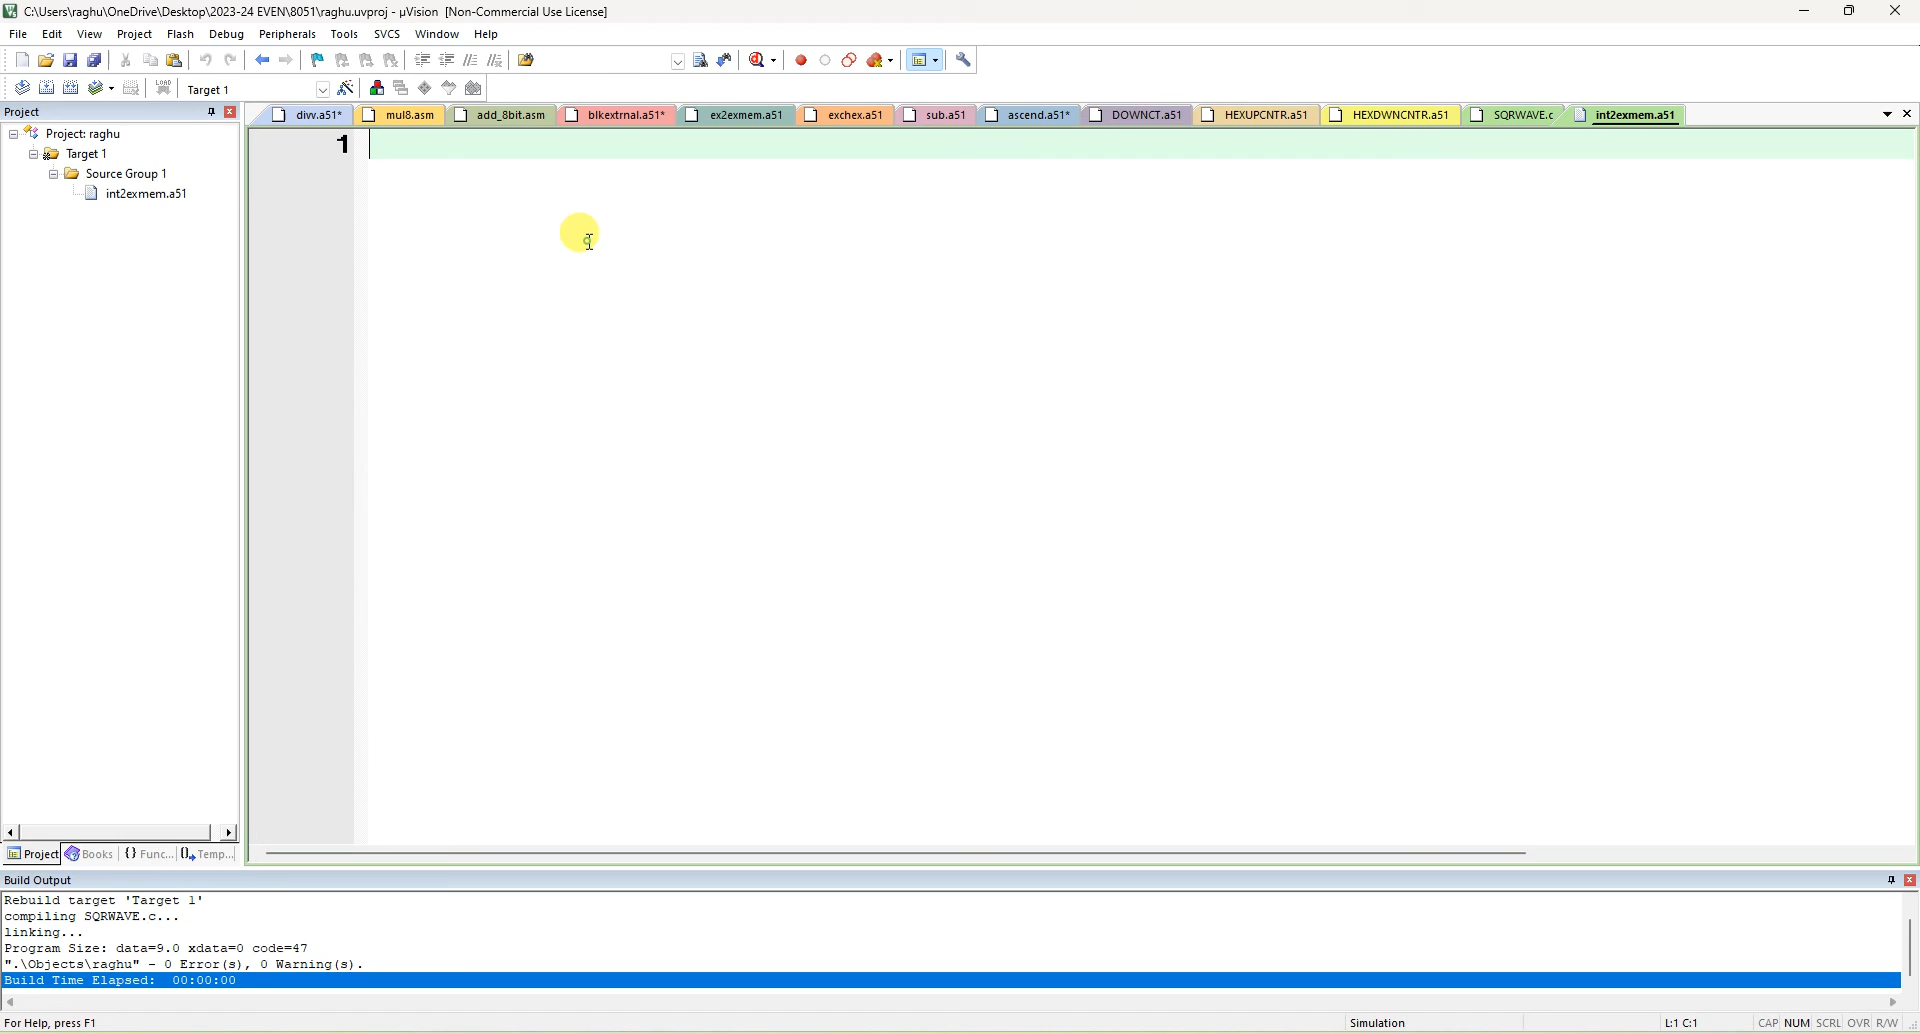 C:\Users\raghu\OneDrive\Desktop\2023-24 EVEN\8051\raghu.uvproj - µVision [Non-Commercial Use License]
File Edit View Project Flash Debug Peripherals Tools SVCS Window Help
LOAD Target 1
Project
divv.a51* mul8.asm add_8bit.asm blkextrnal.a51* ex2exmem.a51 exchex.a51 sub.a51 ascend.a51* DOWNCT.a51 HEXUPCNTR.a51 HEXDWNCNTR.a51 SQRWAVE.c int2exmem.a51
Project: raghu
1
Target 1
Source Group 1
int2exmem.a51
Project Books {} Func... Temp...
Build Output
Rebuild target 'Target 1'
compiling SQRWAVE.c...
linking...
Program Size: data=9.0 xdata=0 code=47
".\Objects\raghu" - 0 Error(s), 0 Warning(s).
Build Time Elapsed: 00:00:00
For Help, press F1 Simulation L:1 C:1 CAP NUM SCRL OVR R/W